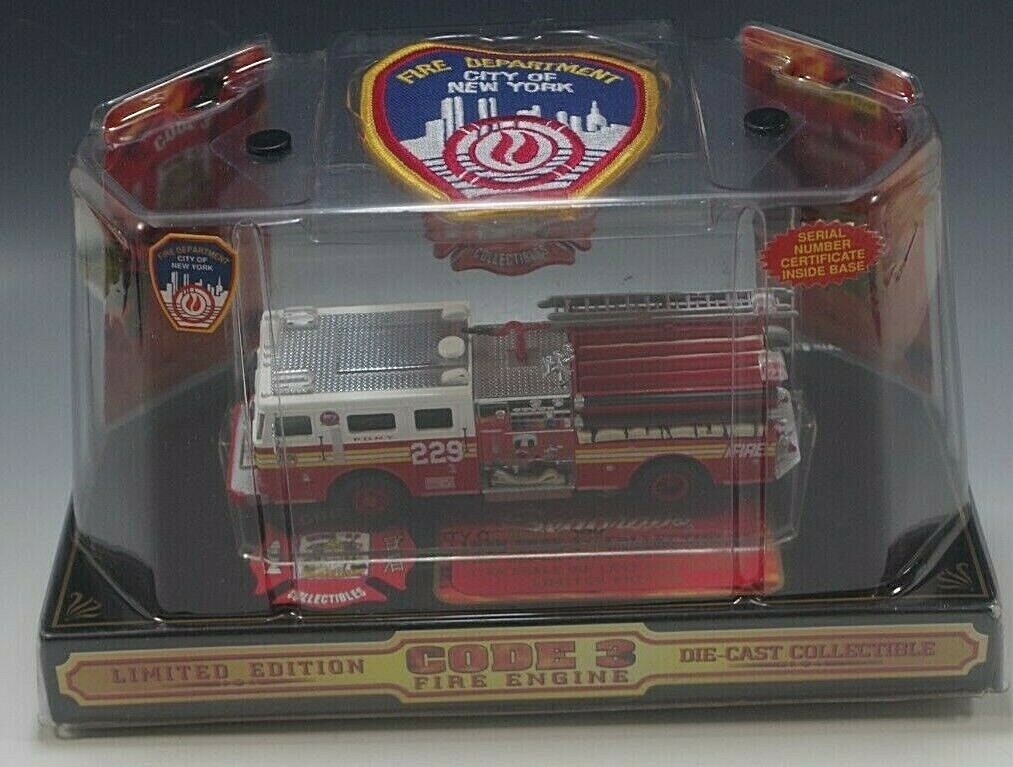 FIRE DEPARTMENT
CITY OF
NEW YORK
COLLECTIBLES
FIRE DEPARTMENT
CITY OF
NEW YORK
SERIAL
NUMBER
CERTIFICATE
INSIDE BASE
F.D.N.Y.
229
FIRE
COLLECTIBLES
LIMITED EDITION
CODE 3
FIRE ENGINE
DIE-CAST COLLECTIBLE